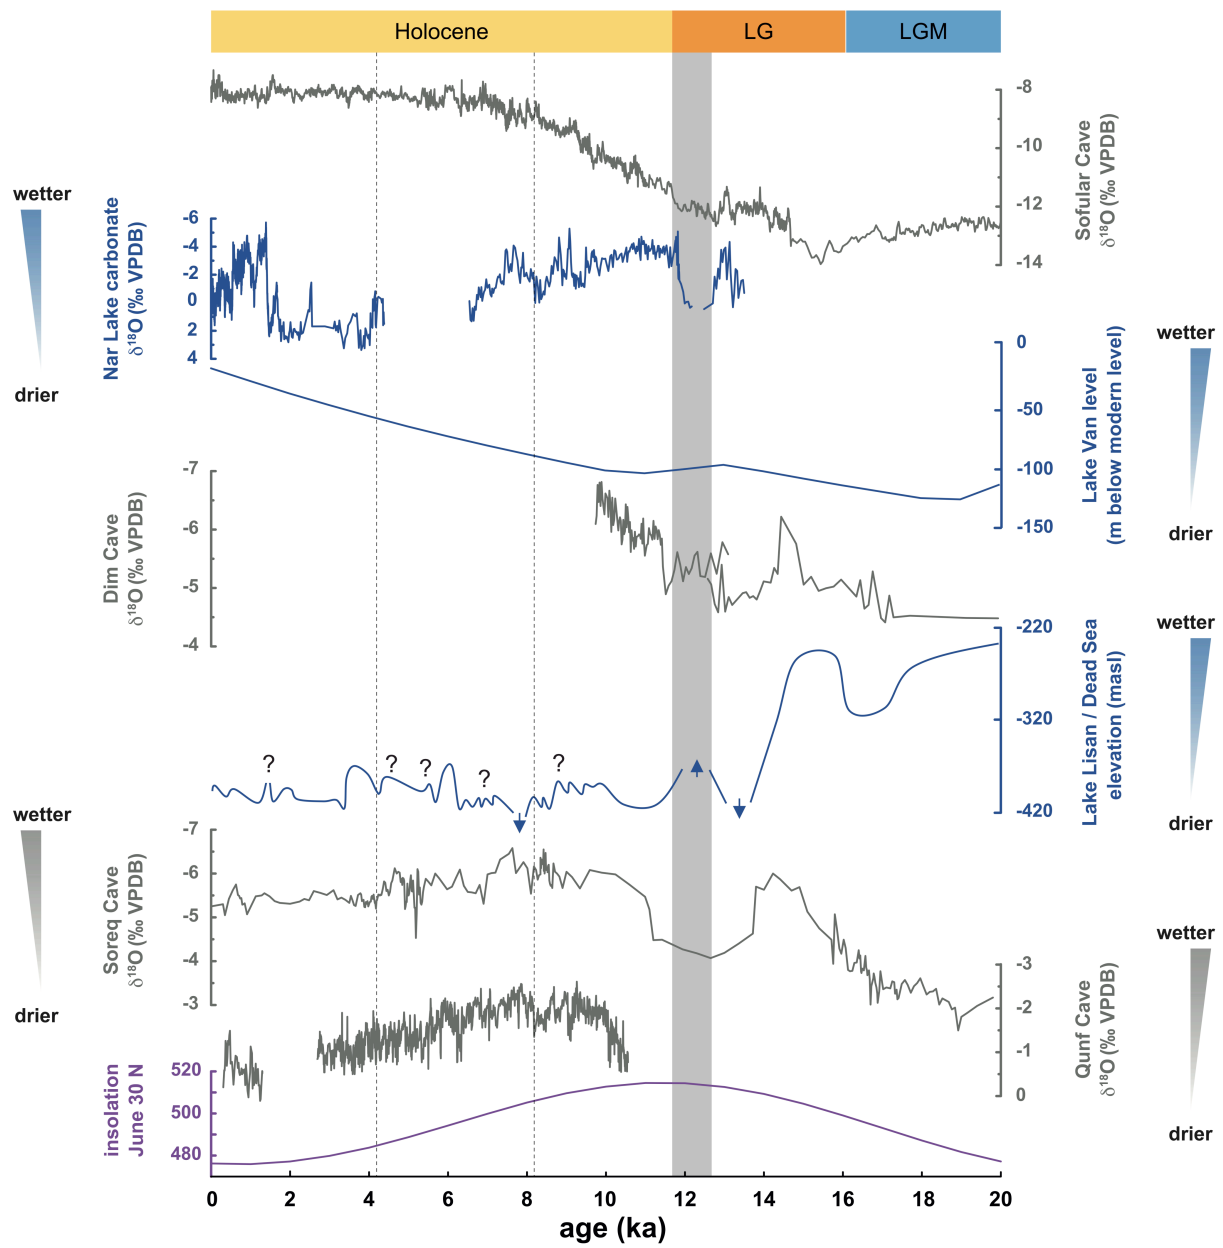 Holocene
LG
LGM
-8
-10
-12
-14
Sofular Cave
δ18O (‰ VPDB)
wetter
drier
Nar Lake carbonate
δ18O (‰ VPDB)
-6
-4
-2
0
2
4
0
-50
-100
-150
Lake Van level
(m below modern level)
wetter
drier
Dim Cave
δ18O (‰ VPDB)
-7
-6
-5
-4
-220
-320
-420
Lake Lisan / Dead Sea
elevation (masl)
wetter
drier
?
?
?
?
?
wetter
drier
Soreq Cave
δ18O (‰ VPDB)
-7
-6
-5
-4
-3
-3
-2
-1
0
Qunf Cave
δ18O (‰ VPDB)
wetter
drier
insolation
June 30 N
520
500
480
0 2 4 6 8 10 12 14 16 18 20
age (ka)